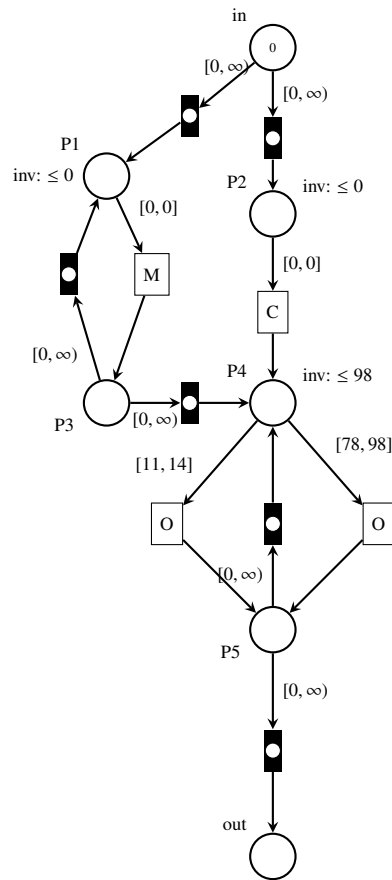 in
0
[0, ∞)
[0, ∞)
P1
inv: ≤ 0
P2
inv: ≤ 0
[0, 0]
[0, 0]
M
C
[0, ∞)
P4
inv: ≤ 98
P3
[0, ∞)
[11, 14]
[78, 98]
O
O
[0, ∞)
P5
[0, ∞)
out